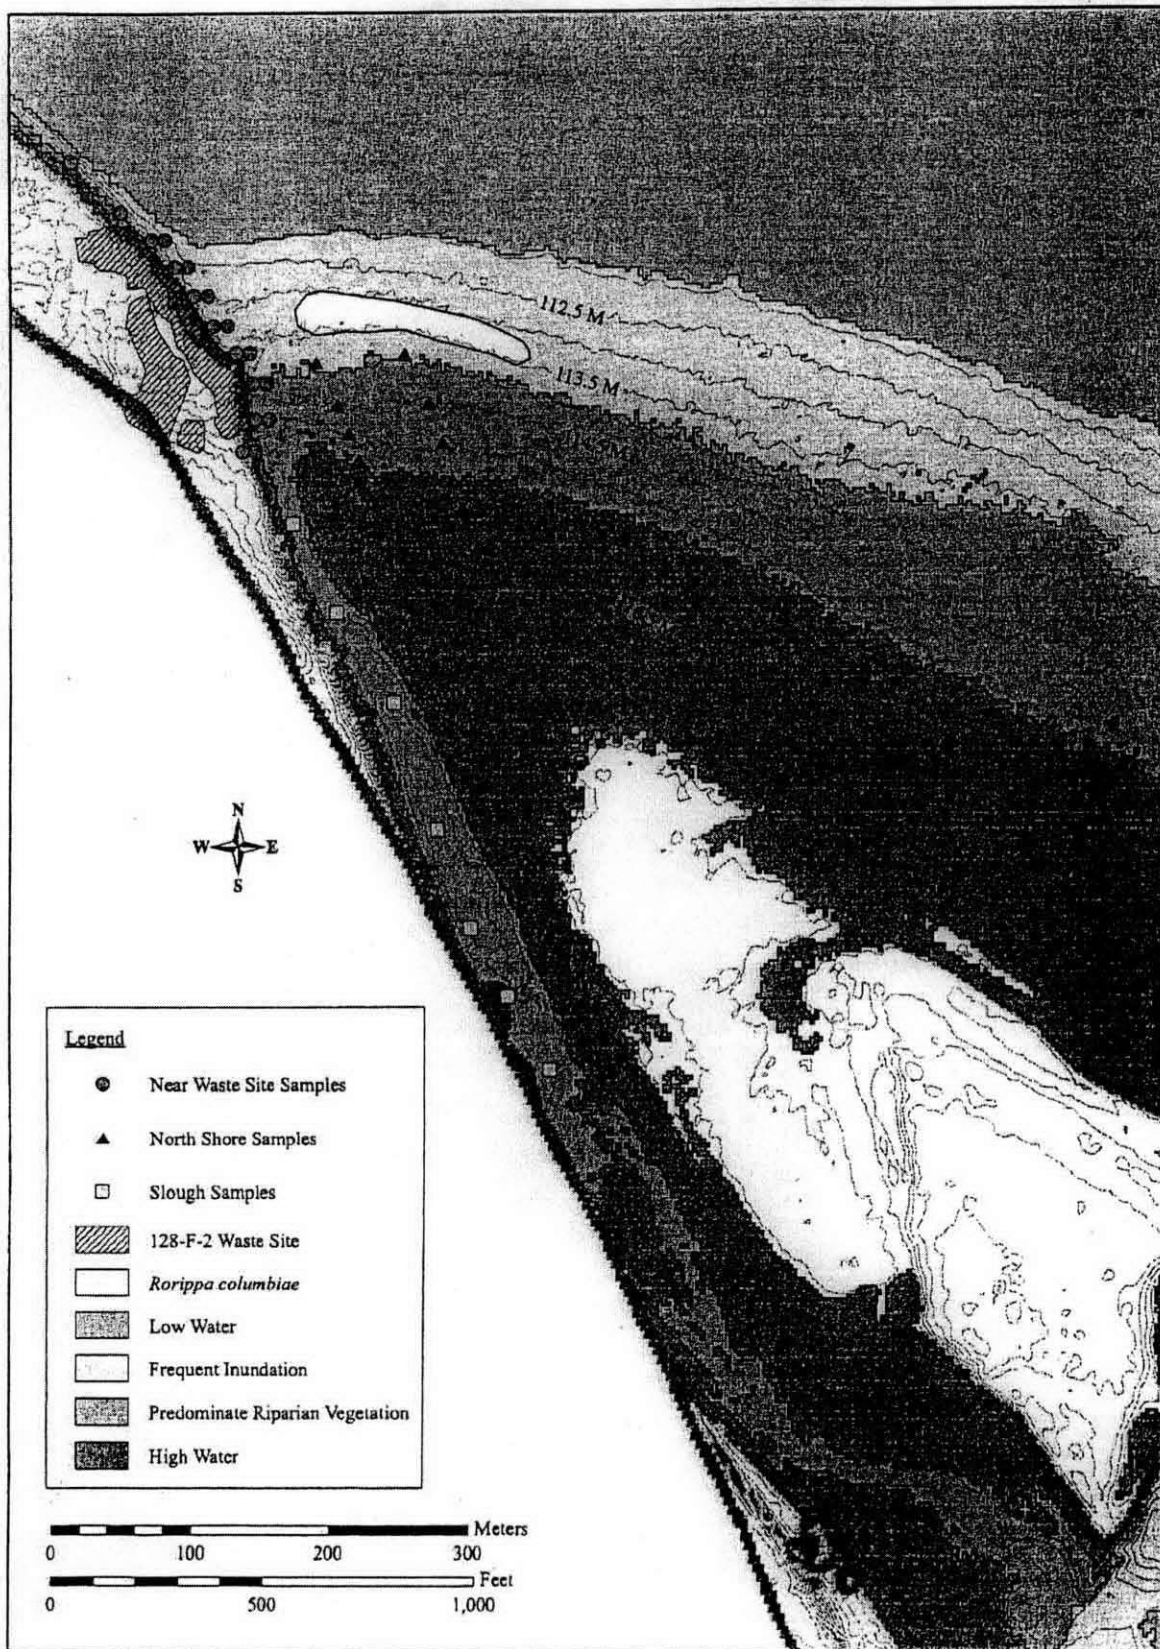 112.5 M
113.5 M
N
W E
S
Legend
Near Waste Site Samples
North Shore Samples
Slough Samples
128-F-2 Waste Site
Rorippa columbiae
Low Water
Frequent Inundation
Predominate Riparian Vegetation
High Water
Meters
0 100 200 300
Feet
0 500 1,000